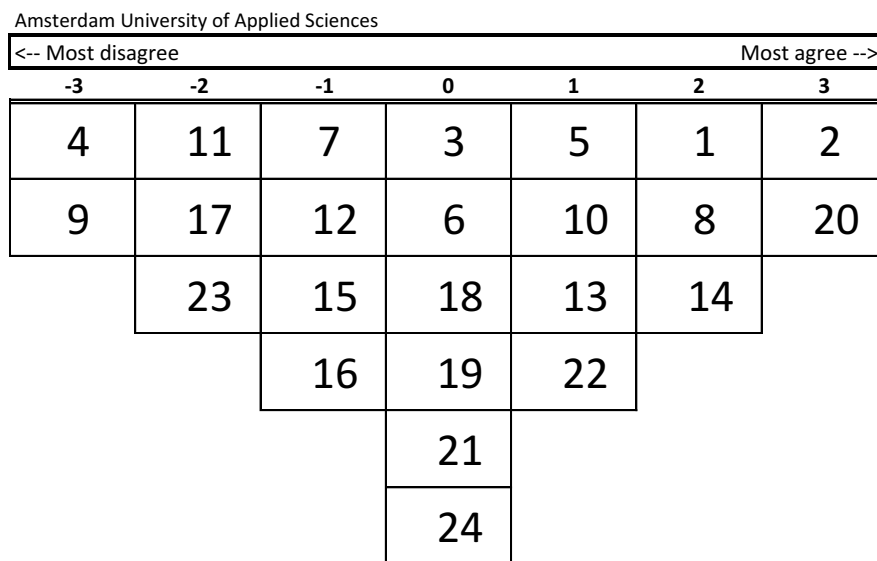 Amsterdam University of Applied Sciences
<-- Most disagree Most agree -->
-3 -2 -1 0 1 2 3
4 11 7 3 5 1 2
9 17 12 6 10 8 20
23 15 18 13 14
16 19 22
21
24